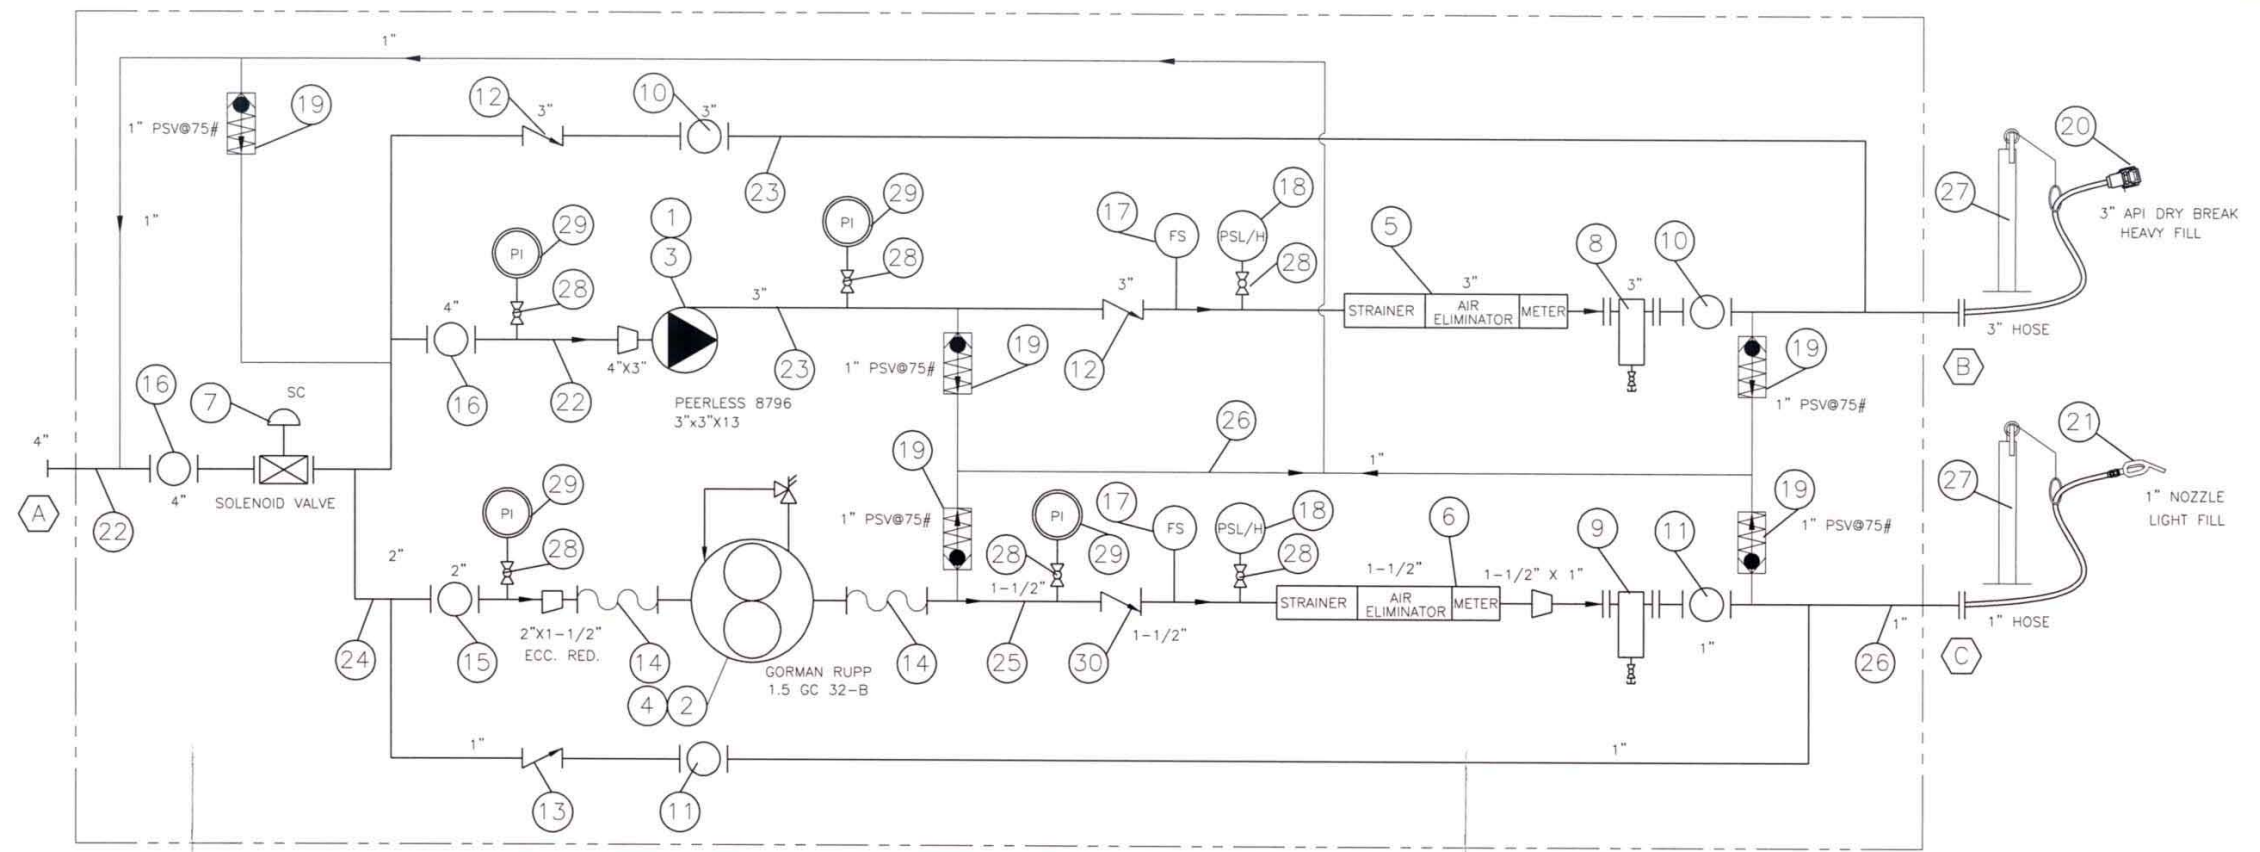 1"
12
10
20
19
3"
3"
1" PSV@75#
27
29
18
23
1
17
3" API DRY BREAK
HEAVY FILL
1"
29
PI
5
PI
3
28
FS
PSL/H
8
10
28
28
3"
3"
3"
3"
4"
STRAINER
AIR
ELIMINATOR
METER
3" HOSE
19
19
4"X3"
1" PSV@75#
B
16
SC
23
12
7
16
22
PEERLESS 8796
3"x3"X13
1" PSV@75#
26
21
4"
19
1"
27
29
17
19
4"
SOLENOID VALVE
18
6
1" NOZZLE
LIGHT FILL
A
PI
PI
1" PSV@75#
FS
PSL/H
9
11
1" PSV@75#
22
2"
28
28
29
28
2"
1-1/2"
1-1/2"
1-1/2" X 1"
STRAINER
AIR
ELIMINATOR
METER
2"X1-1/2"
ECC. RED.
1-1/2"
1"
1" HOSE
24
15
14
GORMAN RUPP
1.5 GC 32-B
14
25
30
1"
26
C
4
2
1"
1"
13
11